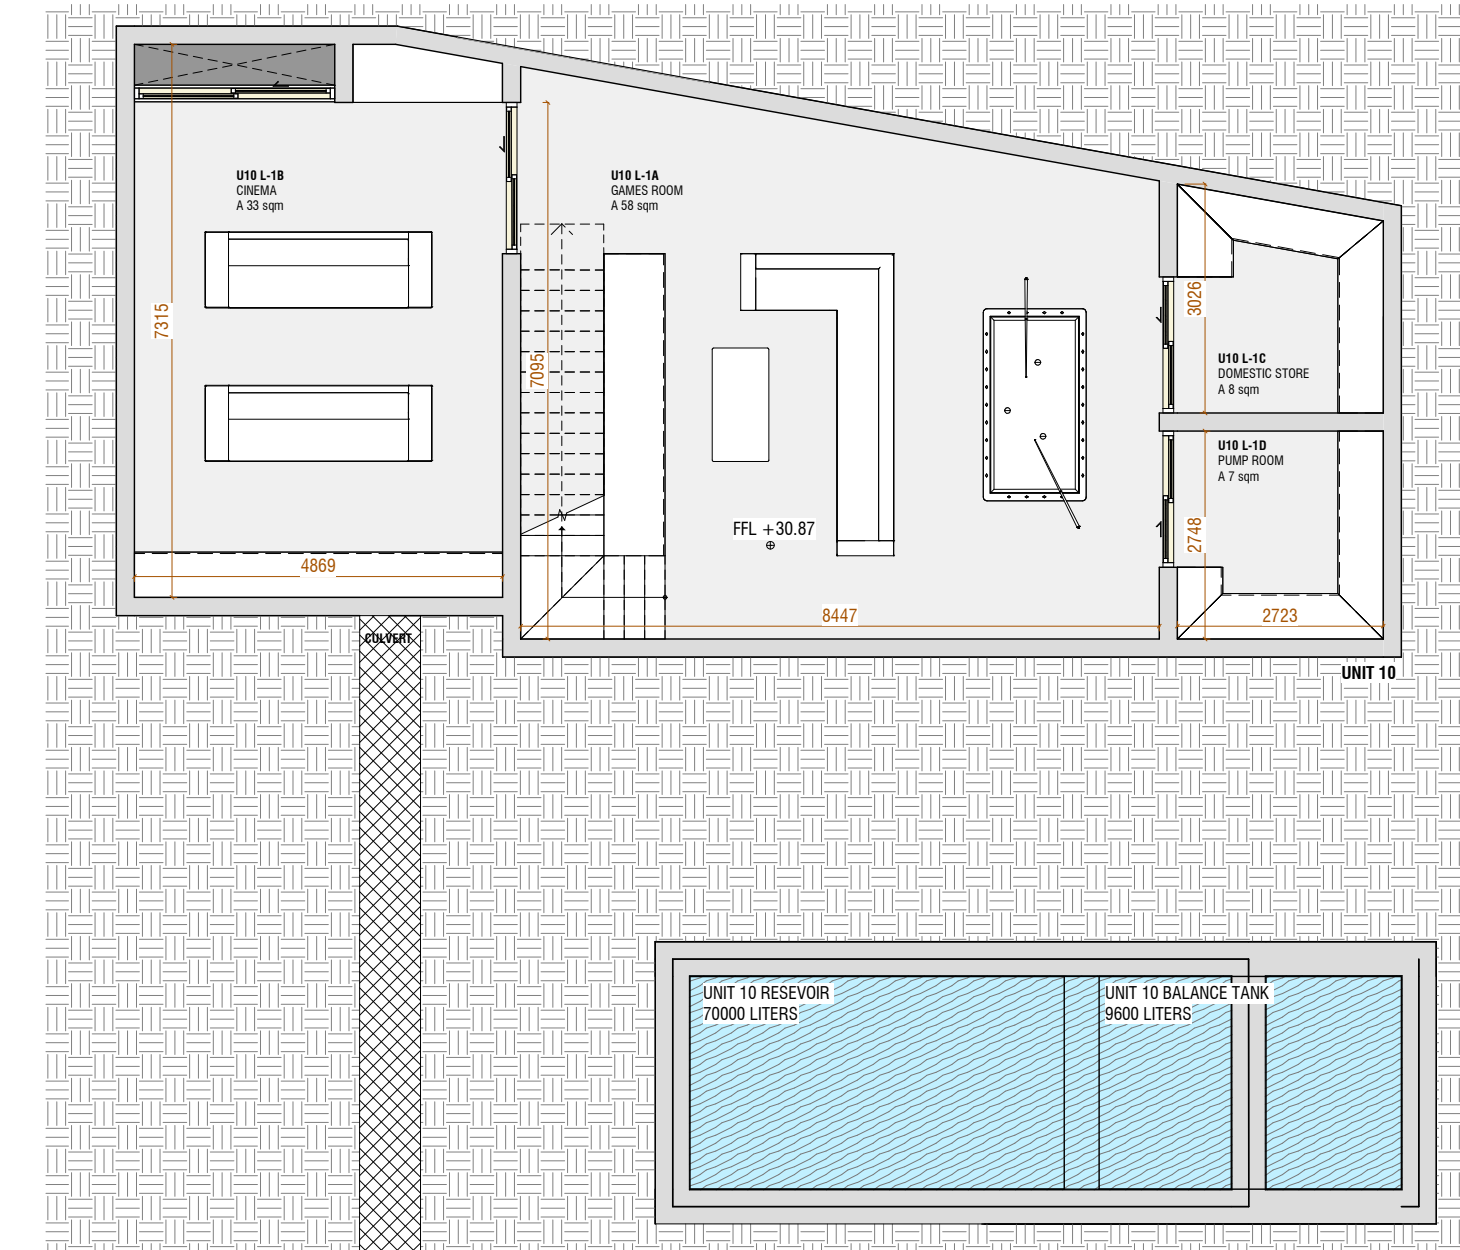 U10 L-1B
CINEMA
A 33 sqm
U10 L-1A
GAMES ROOM
A 58 sqm
7315
7095
3026
U10 L-1C
DOMESTIC STORE
A 8 sqm
U10 L-1D
PUMP ROOM
A 7 sqm
2748
FFL +30.87
4869
8447
2723
CULVERT
UNIT 10
UNIT 10 RESEVOIR
70000 LITERS
UNIT 10 BALANCE TANK
9600 LITERS